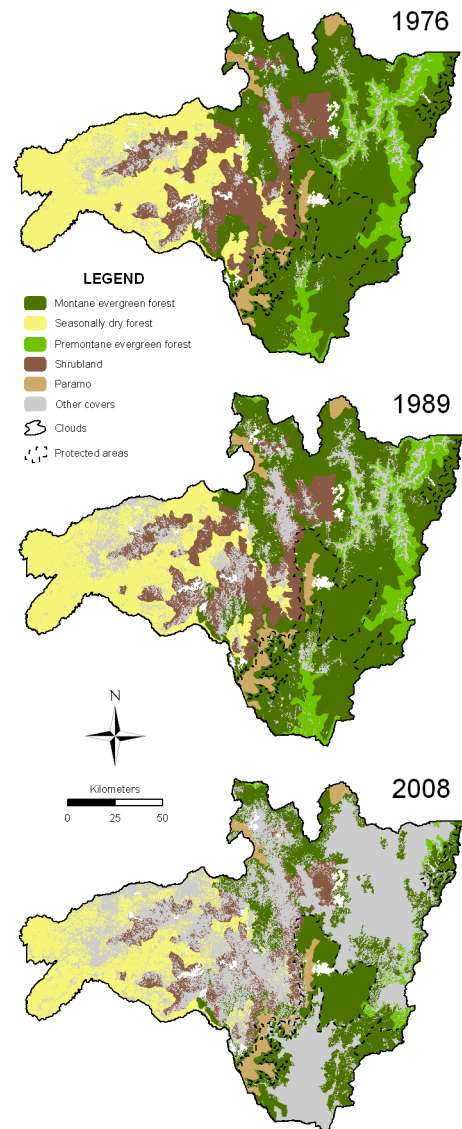 1976
LEGEND
Montane evergreen forest
Seasonally dry forest
Premontane evergreen forest
Shrubland
Paramo
Other covers
Clouds
Protected areas
1989
N
Kilometers
0 25 50
2008